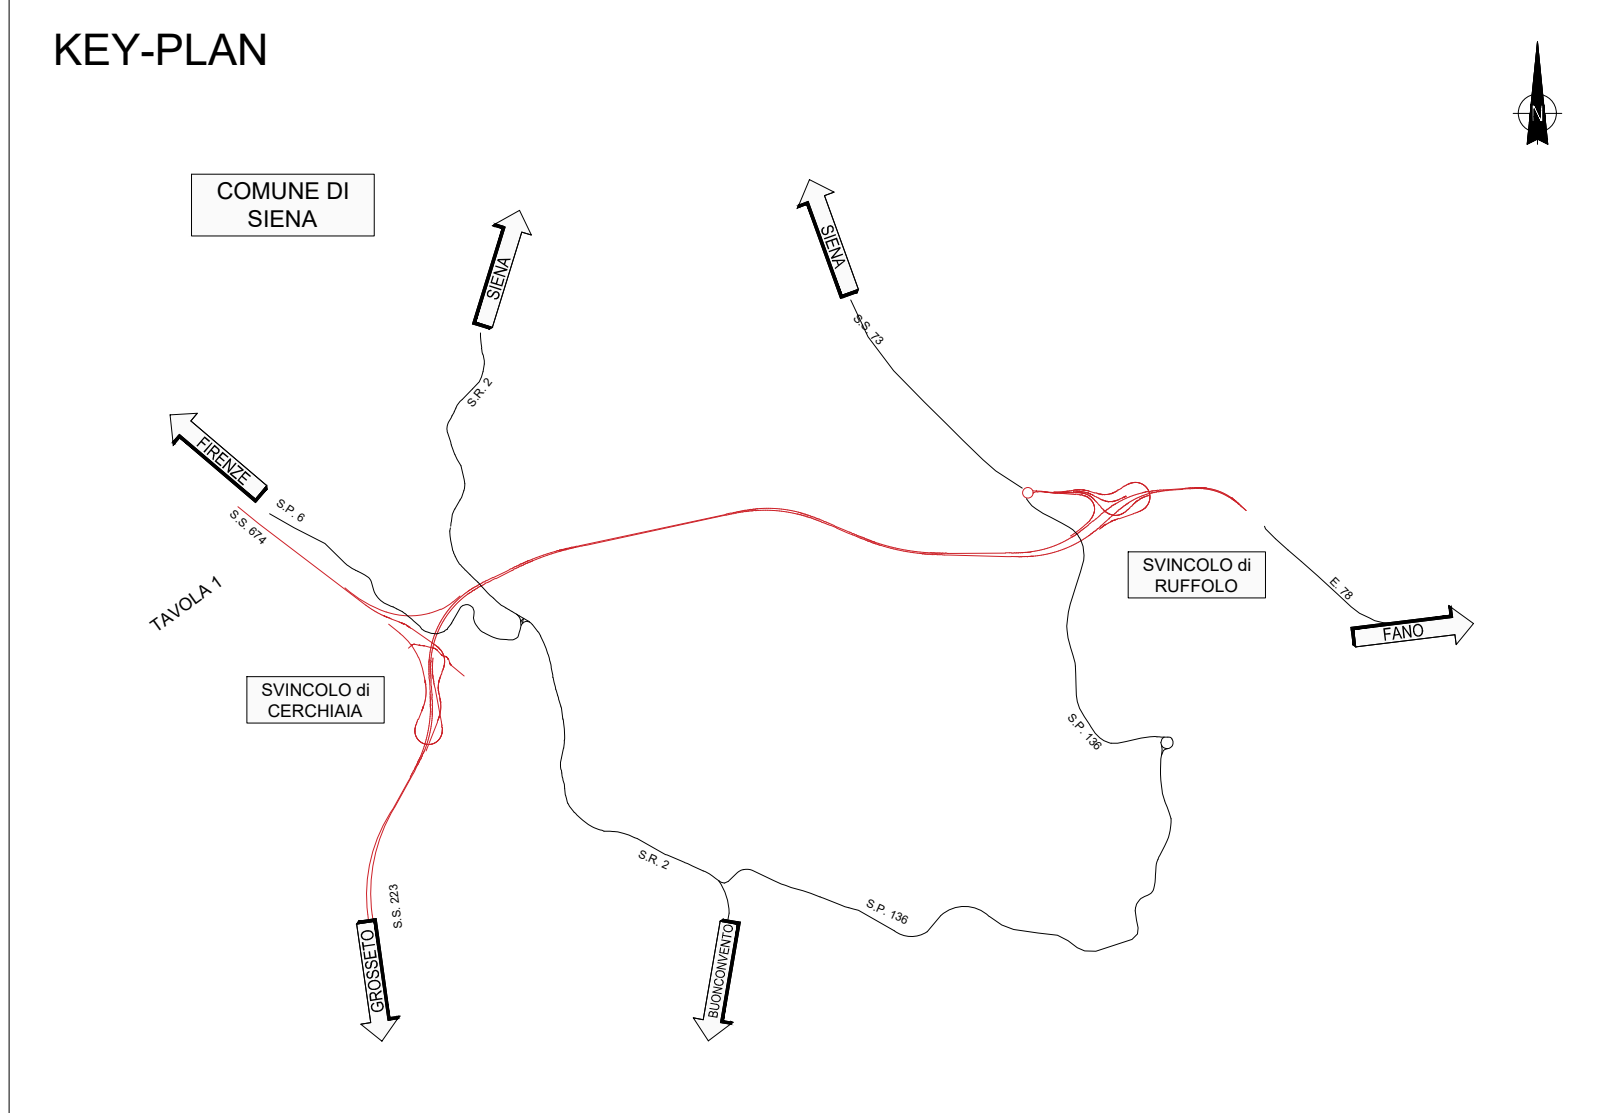 KEY-PLAN
N
COMUNE DI
SIENA
SIENA
SIENA
S.S. 73
S.R. 2
FIRENZE
S.P. 6
S.S. 674
TAVOLA 1
SVINCOLO di
RUFFOLO
E. 78
FANO
SVINCOLO di
CERCHIAIA
S.P. 136
S.R. 2
S.P. 136
S.S. 223
GROSSETO
BUONCONVENTO